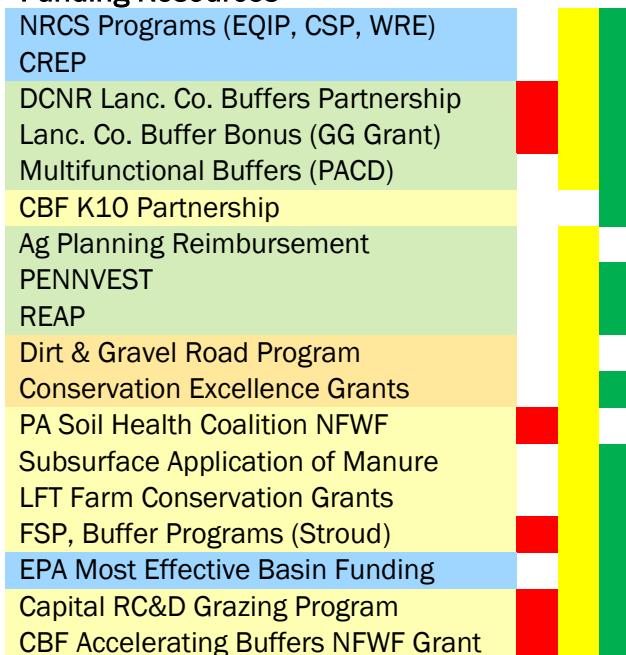 Funding Resources
NRCS Programs (EQIP, CSP, WRE)
CREP
DCNR Lanc. Co. Buffers Partnership
Lanc. Co. Buffer Bonus (GG Grant)
Multifunctional Buffers (PACD)
CBF K10 Partnership
Ag Planning Reimbursement
PENNVEST
REAP
Dirt & Gravel Road Program
Conservation Excellence Grants
PA Soil Health Coalition NFWF
Subsurface Application of Manure
LFT Farm Conservation Grants
FSP, Buffer Programs (Stroud)
EPA Most Effective Basin Funding
Capital RC&D Grazing Program
CBF Accelerating Buffers NFWF Grant